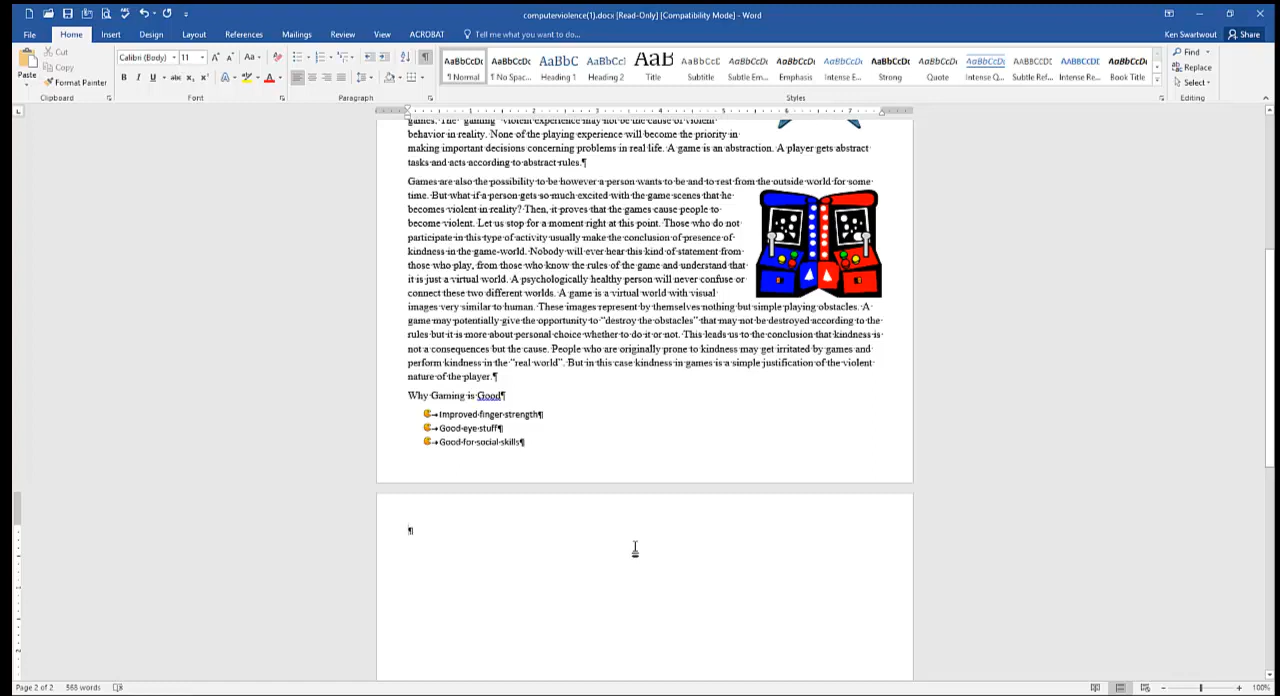 computerviolence(1).docx [Read-Only] [Compatibility Mode] - Word
File Home Insert Design Layout References Mailings Review View ACROBAT Tell me what you want to do... Ken Swartwout Share
Cut
Copy
Format Painter
Paste
Calibri (Body) 11
¶ Normal ¶ No Spac... Heading 1 Heading 2 Title Subtitle Subtle Em... Emphasis Intense E... Strong Quote Intense Q... Subtle Ref... Intense Re... Book Title
Find
Replace
Select
Clipboard Font Paragraph Styles Editing
games. The "gaming" violent experience may not be the cause of violent
behavior in reality. None of the playing experience will become the priority in
making important decisions concerning problems in real life. A game is an abstraction. A player gets abstract
tasks and acts according to abstract rules.¶
Games are also the possibility to be however a person wants to be and to rest from the outside world for some
time. But what if a person gets so much excited with the game scenes that he
becomes violent in reality? Then, it proves that the games cause people to
become violent. Let us stop for a moment right at this point. Those who do not
participate in this type of activity usually make the conclusion of presence of
kindness in the game-world. Nobody will ever hear this kind of statement from
those who play, from those who know the rules of the game and understand that
it is just a virtual world. A psychologically healthy person will never confuse or
connect these two different worlds. A game is a virtual world with visual
images very similar to human. These images represent by themselves nothing but simple playing obstacles. A
game may potentially give the opportunity to “destroy the obstacles” that may not be destroyed according to the
rules but it is more about personal choice whether to do it or not. This leads us to the conclusion that kindness is
not a consequences but the cause. People who are originally prone to kindness may get irritated by games and
perform kindness in the “real world”. But in this case kindness in games is a simple justification of the violent
nature of the player.¶
Why Gaming is Good¶
Improved finger strength¶
Good eye stuff¶
Good for social skills¶
¶
Page 2 of 2 568 words 100%